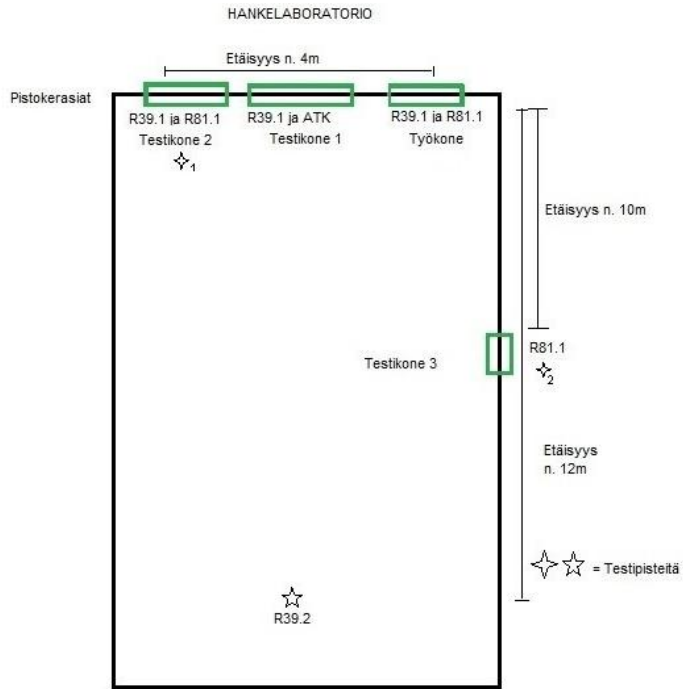 HANKELABORATORIO
Etäisyys n. 4m
Pistokerasiat
R39.1 ja R81.1
Testikone 2
1
R39.1 ja ATK
Testikone 1
R39.1 ja R81.1
Työkone
Etäisyys n. 10m
Testikone 3
R81.1
2
Etäisyys
n. 12m
= Testipisteitä
R39.2